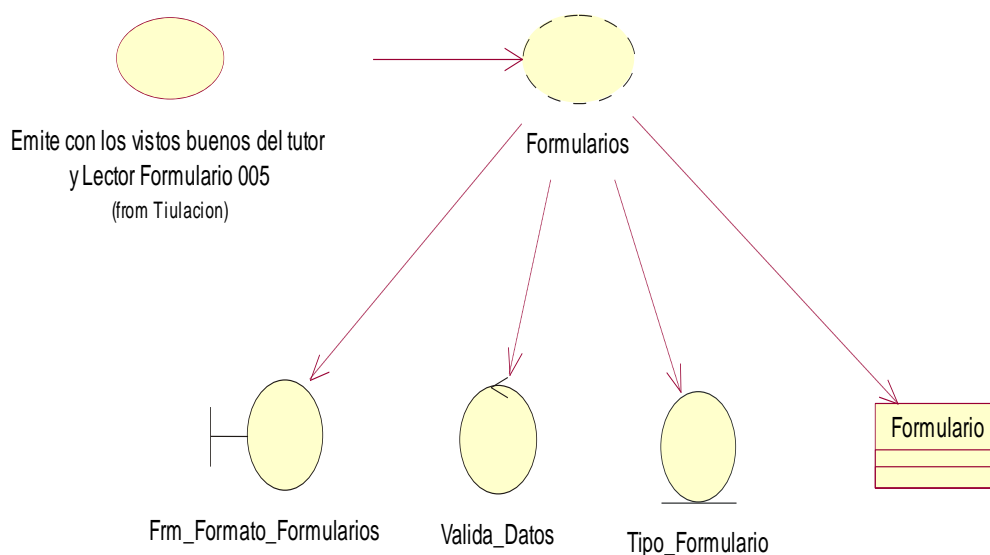 Emite con los vistos buenos del tutor
y Lector Formulario 005
(from Tiulacion)
Formularios
Formulario
Frm_Formato_Formularios
Valida_Datos
Tipo_Formulario